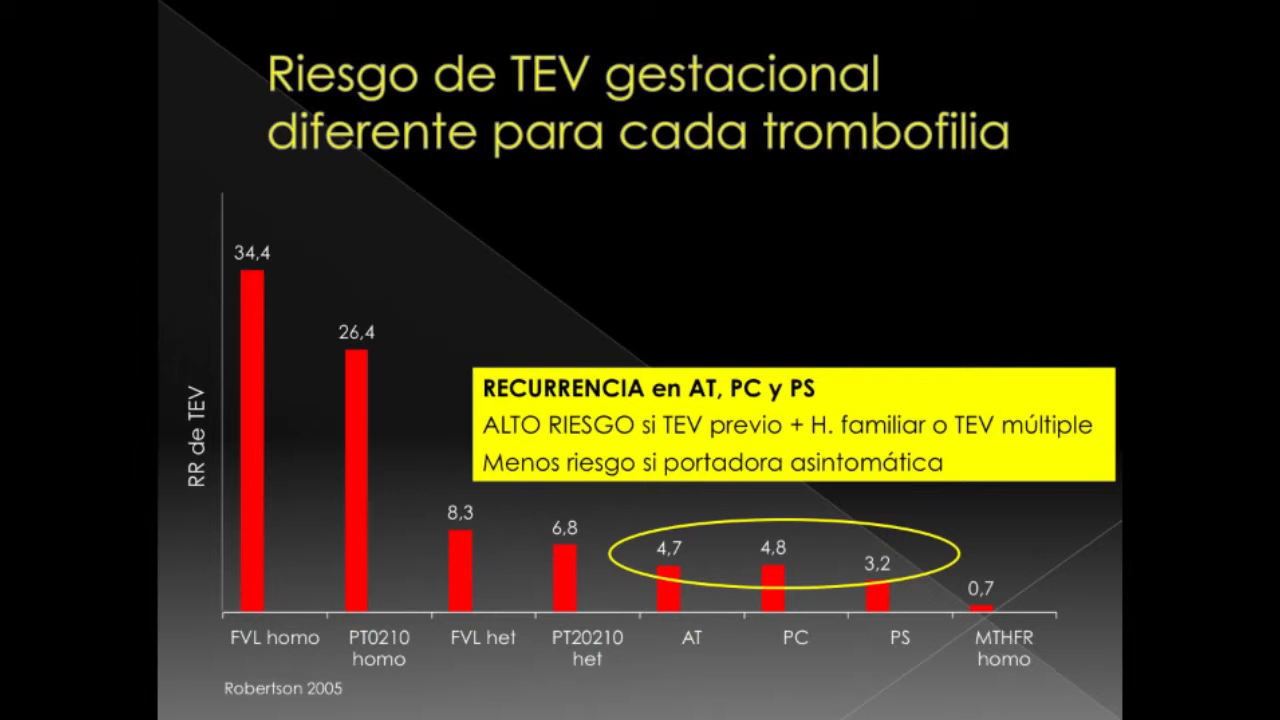 Riesgo de TEV gestacional
diferente para cada trombofilia
RR de TEV
34,4
26,4
8,3
6,8
4,7
4,8
3,2
0,7
RECURRENCIA en AT, PC y PS
ALTO RIESGO si TEV previo + H. familiar o TEV múltiple
Menos riesgo si portadora asintomática
FVL homo
PT0210
homo
FVL het
PT20210
het
AT
PC
PS
MTHFR
homo
Robertson 2005